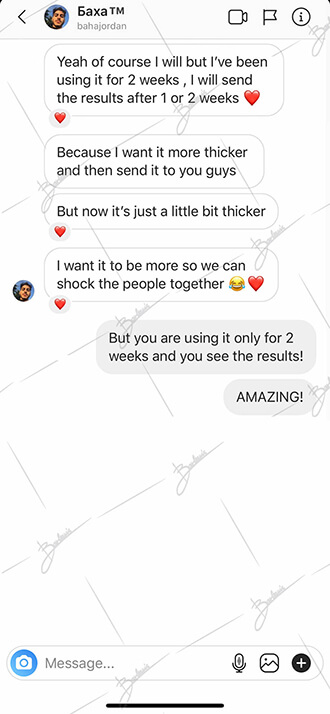 Баха™
bahajordan
Yeah of course I will but I've been
using it for 2 weeks , I will send
the results after 1 or 2 weeks ❤️
❤️
Because I want it more thicker
and then send it to you guys
But now it's just a little bit thicker
❤️
I want it to be more so we can
shock the people together 😂❤️
❤️
But you are using it only for 2
weeks and you see the results!
AMAZING!
Message...